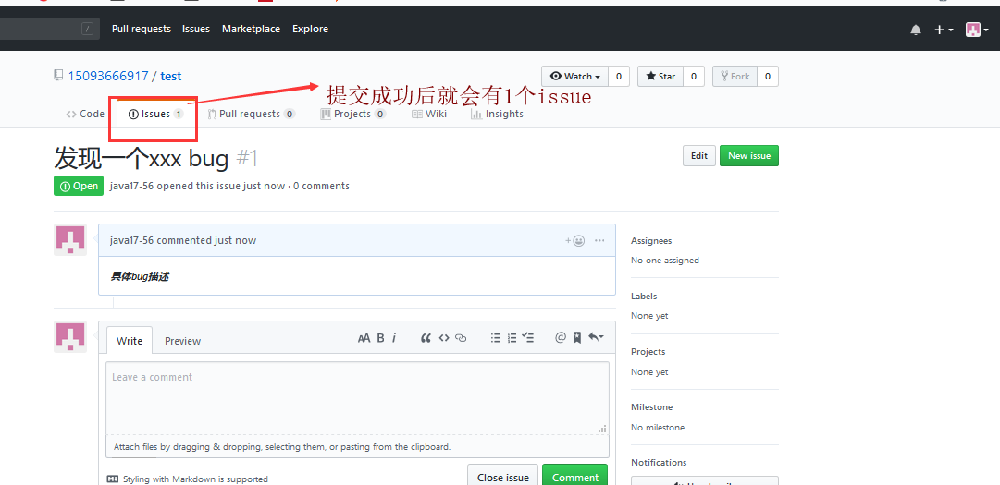 /
Pull requests Issues Marketplace Explore
15093666917 / test
Watch 0 Star 0 Fork 0
提交成功后就会有1个issue
Code Issues 1 Pull requests 0 Projects 0 Wiki Insights
发现一个xxx bug #1
Edit New issue
Open java17-56 opened this issue just now · 0 comments
java17-56 commented just now
具体bug描述
Assignees
No one assigned
Labels
None yet
Projects
None yet
Milestone
No milestone
Notifications
Write Preview
AA B i
Leave a comment
Attach files by dragging & dropping, selecting them, or pasting from the clipboard.
Styling with Markdown is supported
Close issue Comment